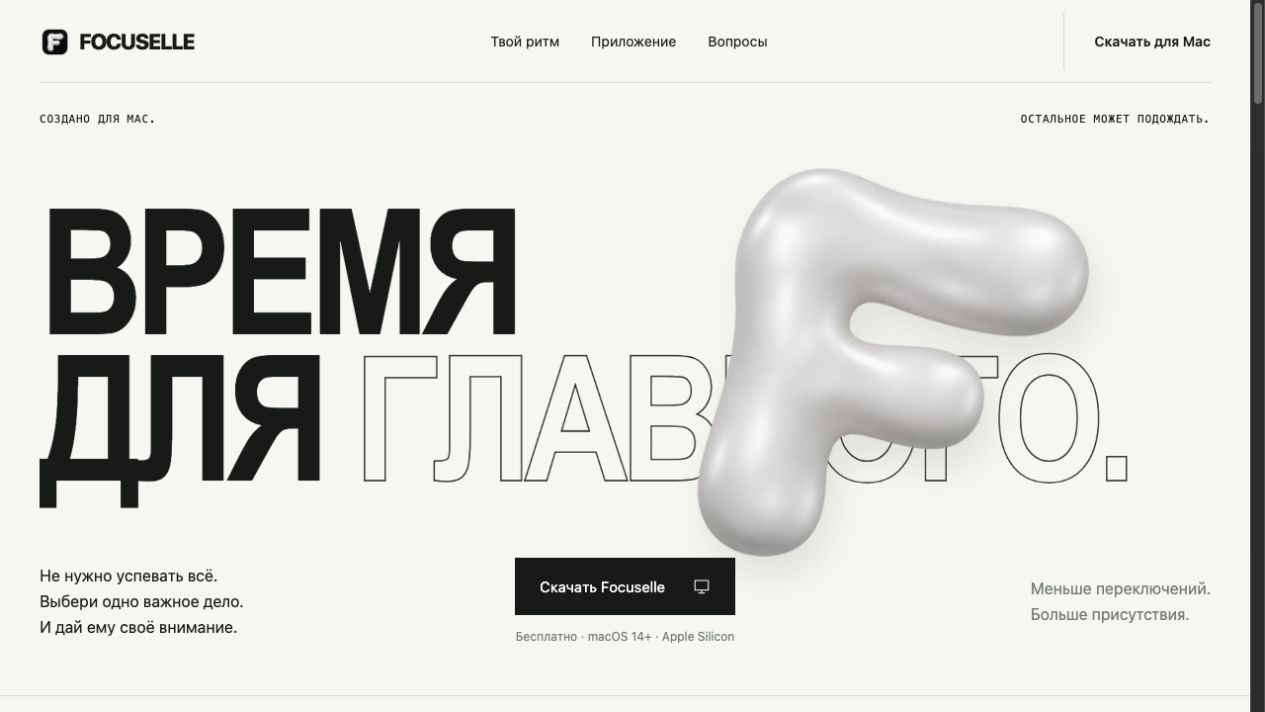 FOCUSELLE
Твой ритм Приложение Вопросы
Скачать для Mac
СОЗДАНО ДЛЯ MAC.
ОСТАЛЬНОЕ МОЖЕТ ПОДОЖДАТЬ.
ВРЕМЯ
ДЛЯ ГЛАВНОГО.
F
Не нужно успевать всё.
Выбери одно важное дело.
И дай ему своё внимание.
Скачать Focuselle
Бесплатно · macOS 14+ · Apple Silicon
Меньше переключений.
Больше присутствия.